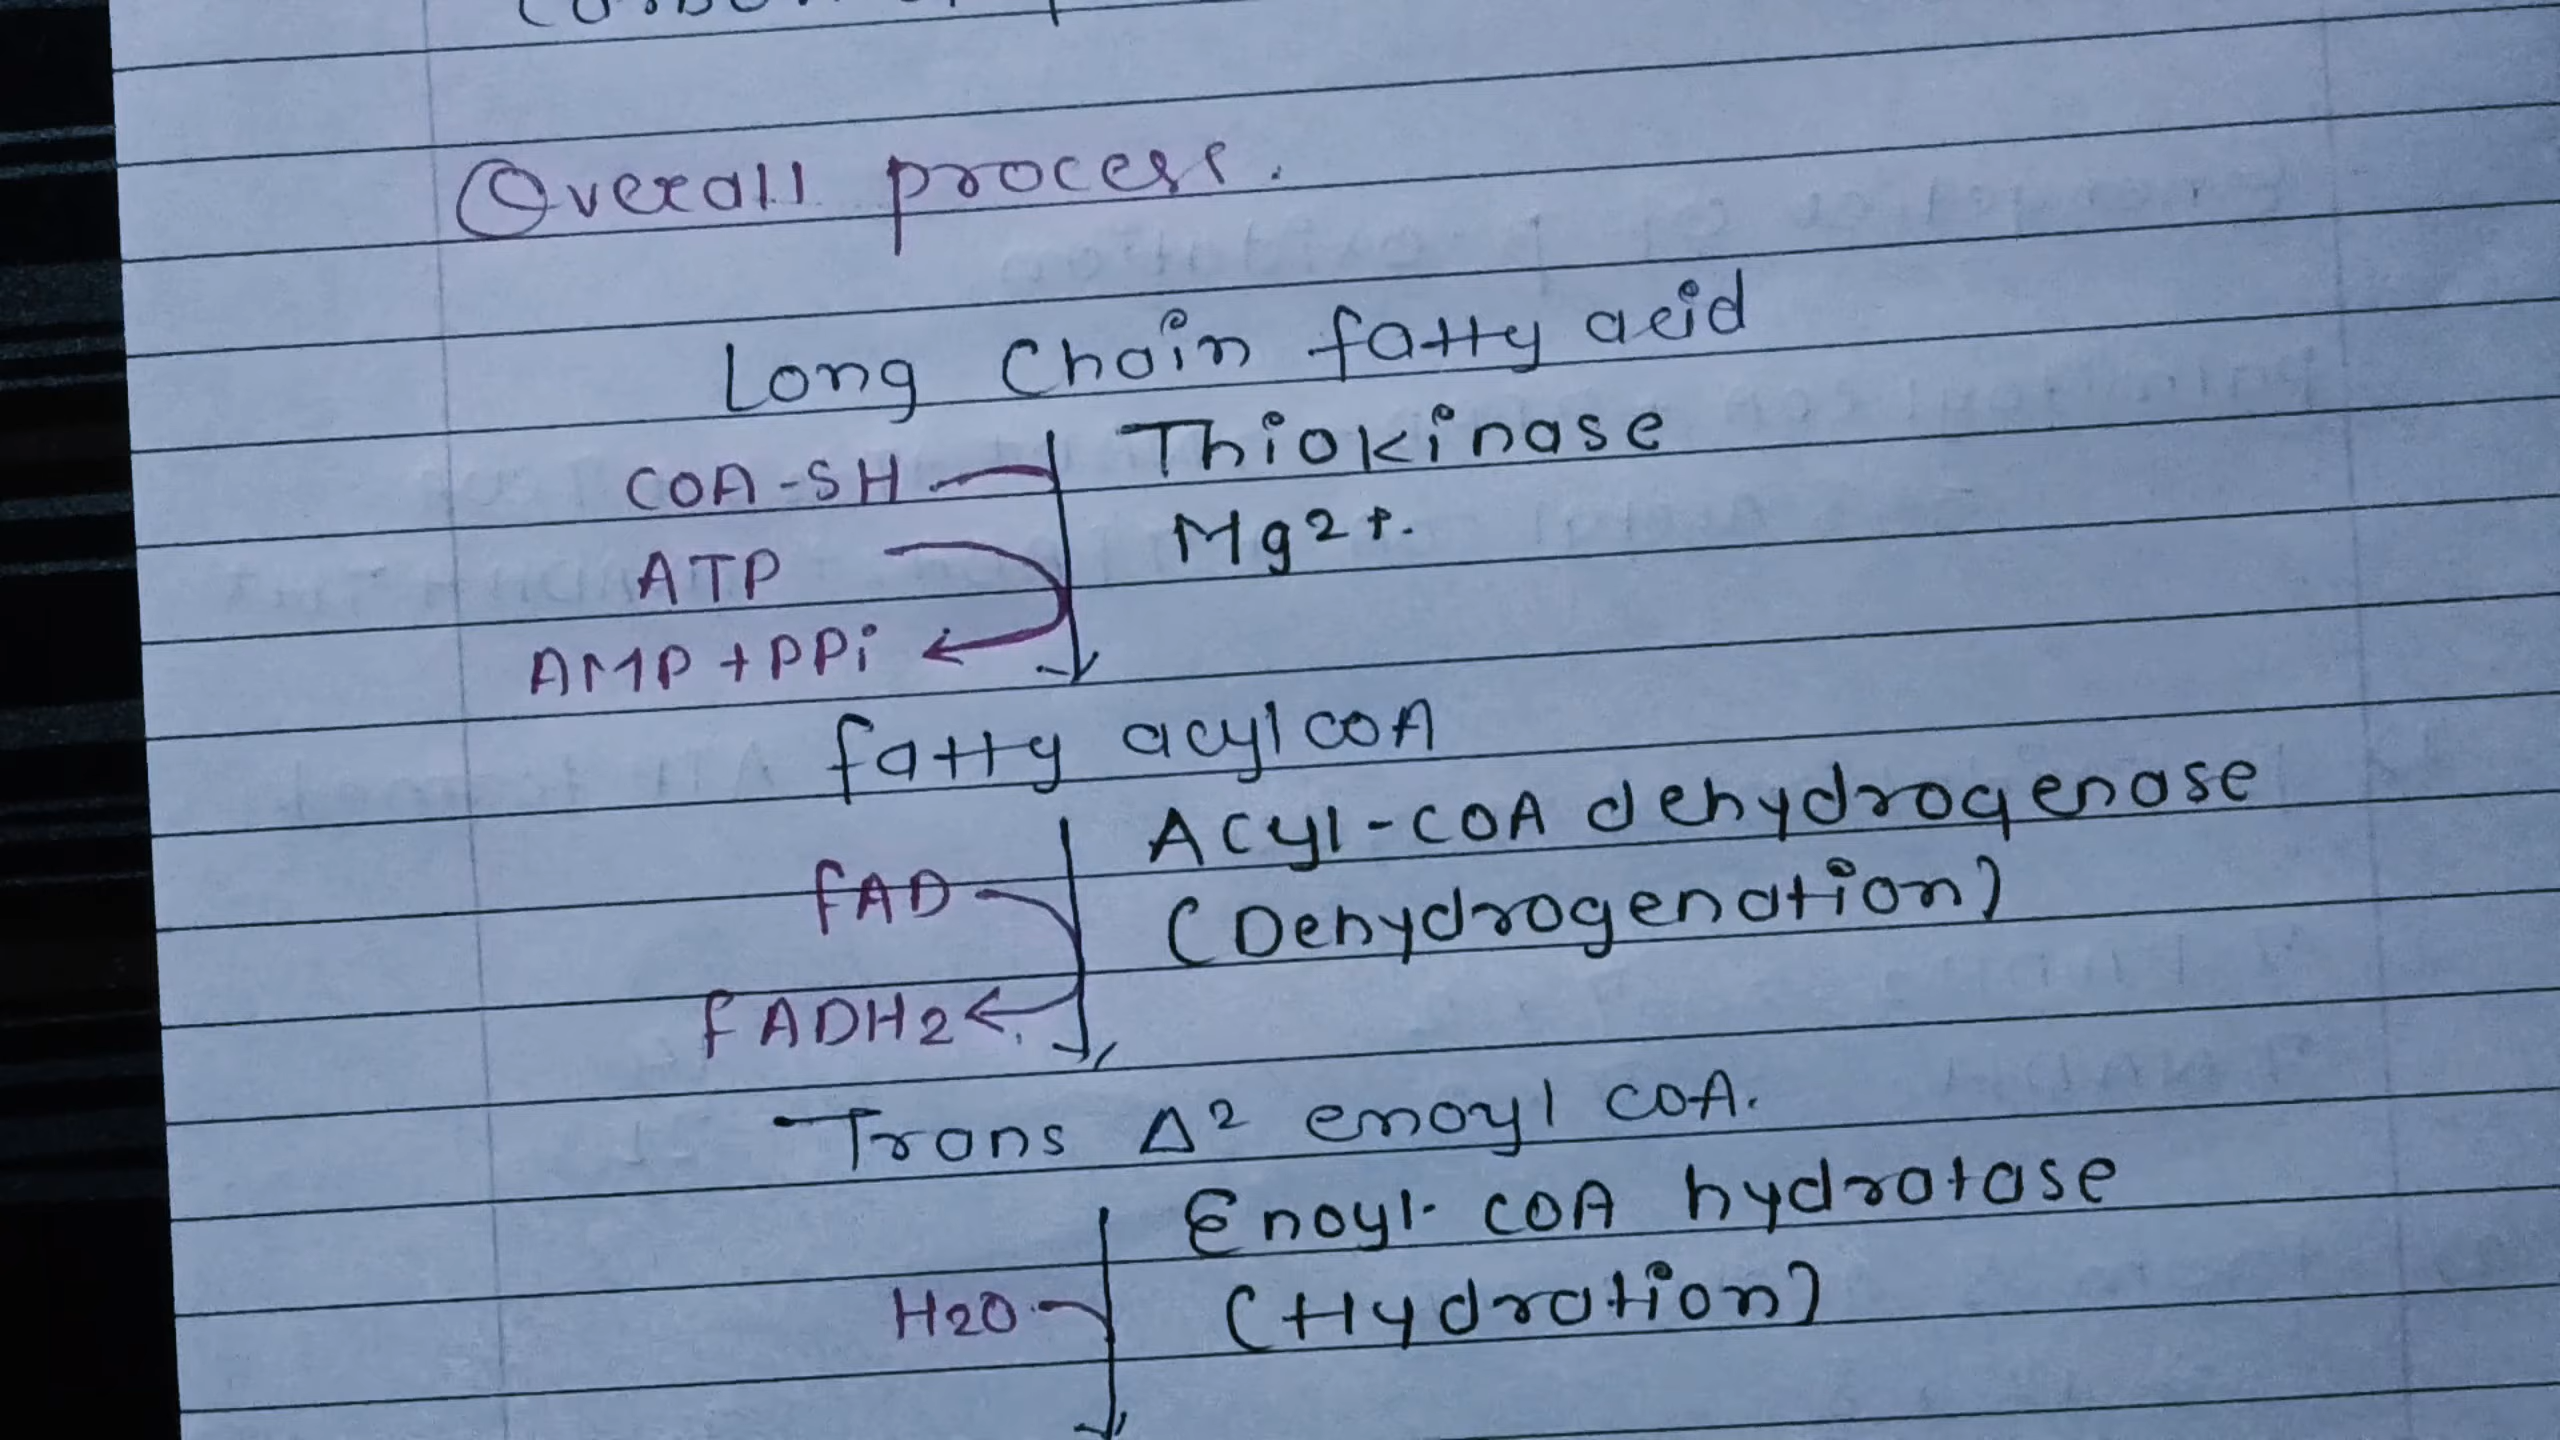 Overall process.
Long Chain fatty acid
COA-SH Thiokinase
Mg2+.
ATP
AMP + PPi
fatty acyl COA
Acyl-COA dehydrogenase
FAD (Dehydrogenation)
FADH2
Trans Δ² enoyl COA.
Enoyl-COA hydratase
H2O (Hydration)